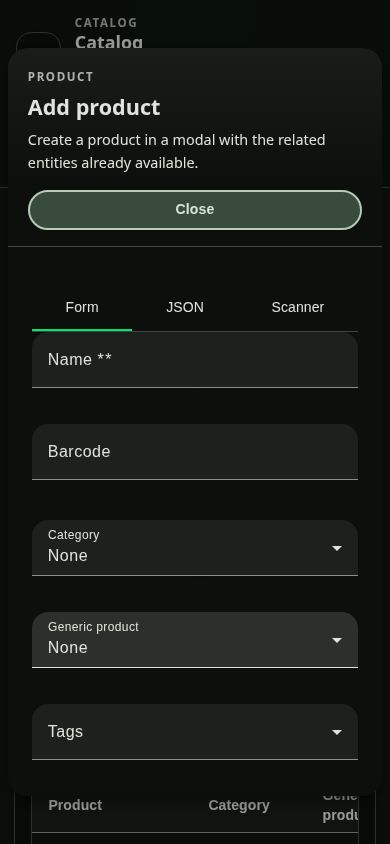 CATALOG
Catalog
PRODUCT
Add product
Create a product in a modal with the related
entities already available.
Close
Form
JSON
Scanner
Name **
Barcode
Category
None
Generic product
None
Tags
Product
Category